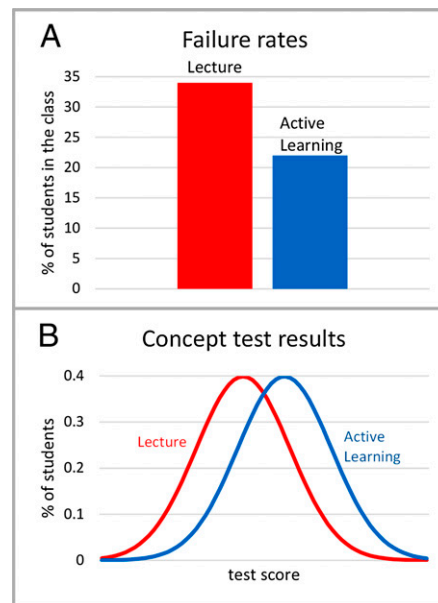 A
Failure rates
% of students in the class
35
30
25
20
15
10
5
0
Lecture
Active
Learning
B
Concept test results
% of students
0.4
0.3
0.2
0.1
0
Lecture
Active
Learning
test score